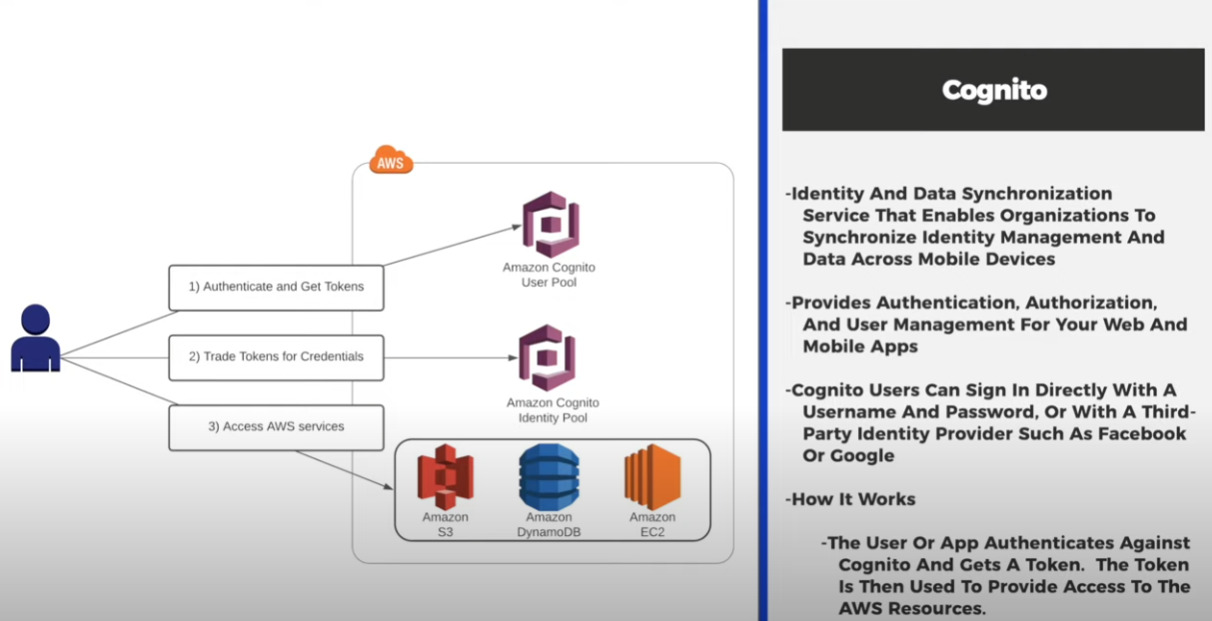 AWS
Amazon Cognito
User Pool
1) Authenticate and Get Tokens
2) Trade Tokens for Credentials
Amazon Cognito
Identity Pool
3) Access AWS services
Amazon
S3
Amazon
DynamoDB
Amazon
EC2
Cognito
-Identity And Data Synchronization
Service That Enables Organizations To
Synchronize Identity Management And
Data Across Mobile Devices
-Provides Authentication, Authorization,
And User Management For Your Web And
Mobile Apps
-Cognito Users Can Sign In Directly With A
Username And Password, Or With A Third-
Party Identity Provider Such As Facebook
Or Google
-How It Works
-The User Or App Authenticates Against
Cognito And Gets A Token. The Token
Is Then Used To Provide Access To The
AWS Resources.